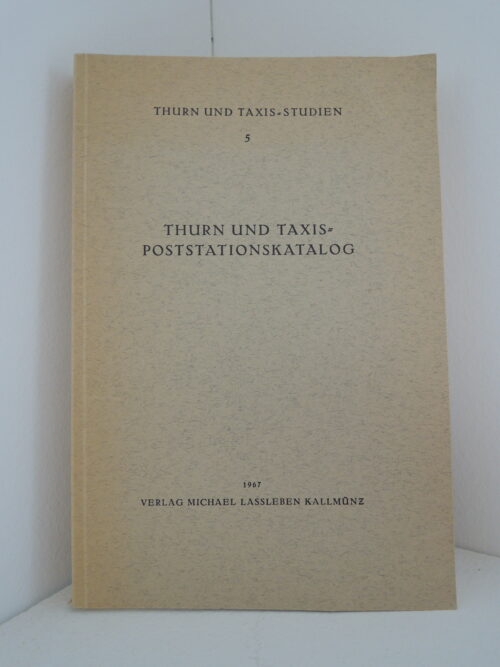 THURN UND TAXIS=STUDIEN
5
THURN UND TAXIS=
POSTSTATIONSKATALOG
1967
VERLAG MICHAEL LASSLEBEN KALLMÜNZ